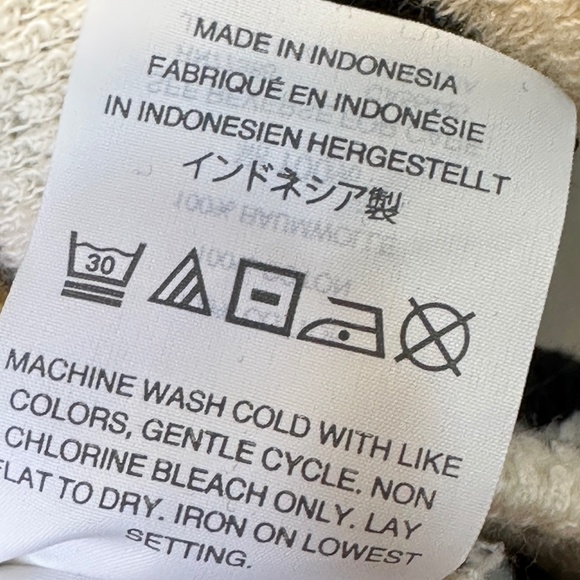 MADE IN INDONESIA
FABRIQUÉ EN INDONÉSIE
IN INDONESIEN HERGESTELLT
インドネシア製
30
MACHINE WASH COLD WITH LIKE
COLORS, GENTLE CYCLE. NON
CHLORINE BLEACH ONLY. LAY
FLAT TO DRY. IRON ON LOWEST
SETTING.